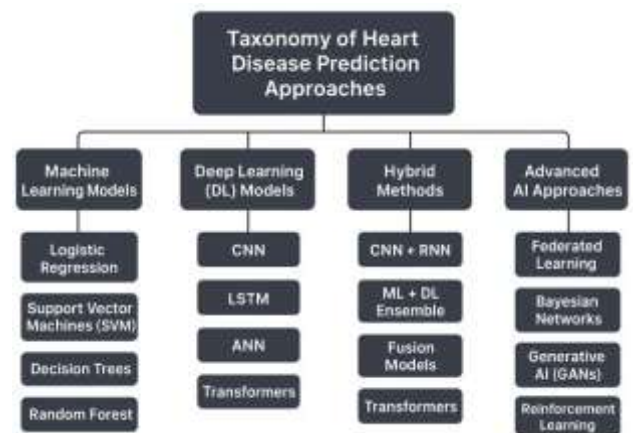 Taxonomy of Heart
Disease Prediction
Approaches
Machine
Learning Models
Deep Learning
(DL) Models
Hybrid
Methods
Advanced
AI Approaches
Logistic
Regression
Support Vector
Machines (SVM)
Decision Trees
Random Forest
CNN
LSTM
ANN
Transformers
CNN + RNN
ML + DL
Ensemble
Fusion
Models
Transformers
Federated
Learning
Bayesian
Networks
Generative
AI (GANs)
Reinforcement
Learning